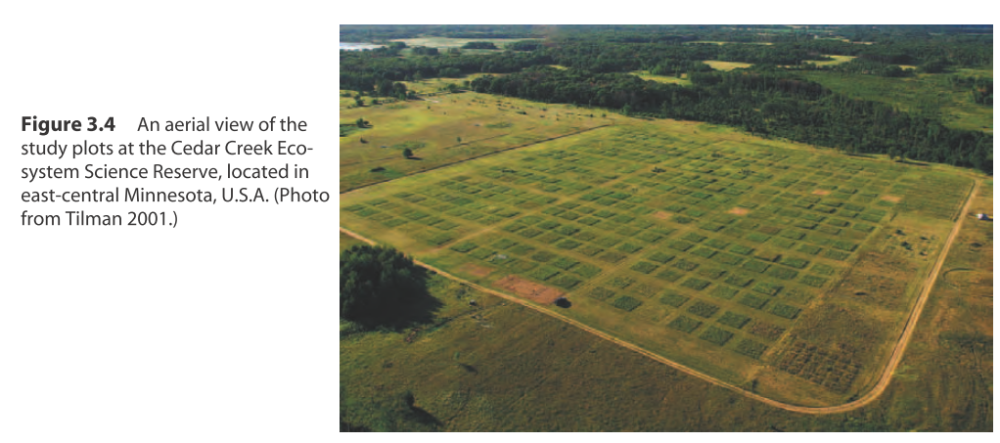 Figure 3.4 An aerial view of the
study plots at the Cedar Creek Eco-
system Science Reserve, located in
east-central Minnesota, U.S.A. (Photo
from Tilman 2001.)